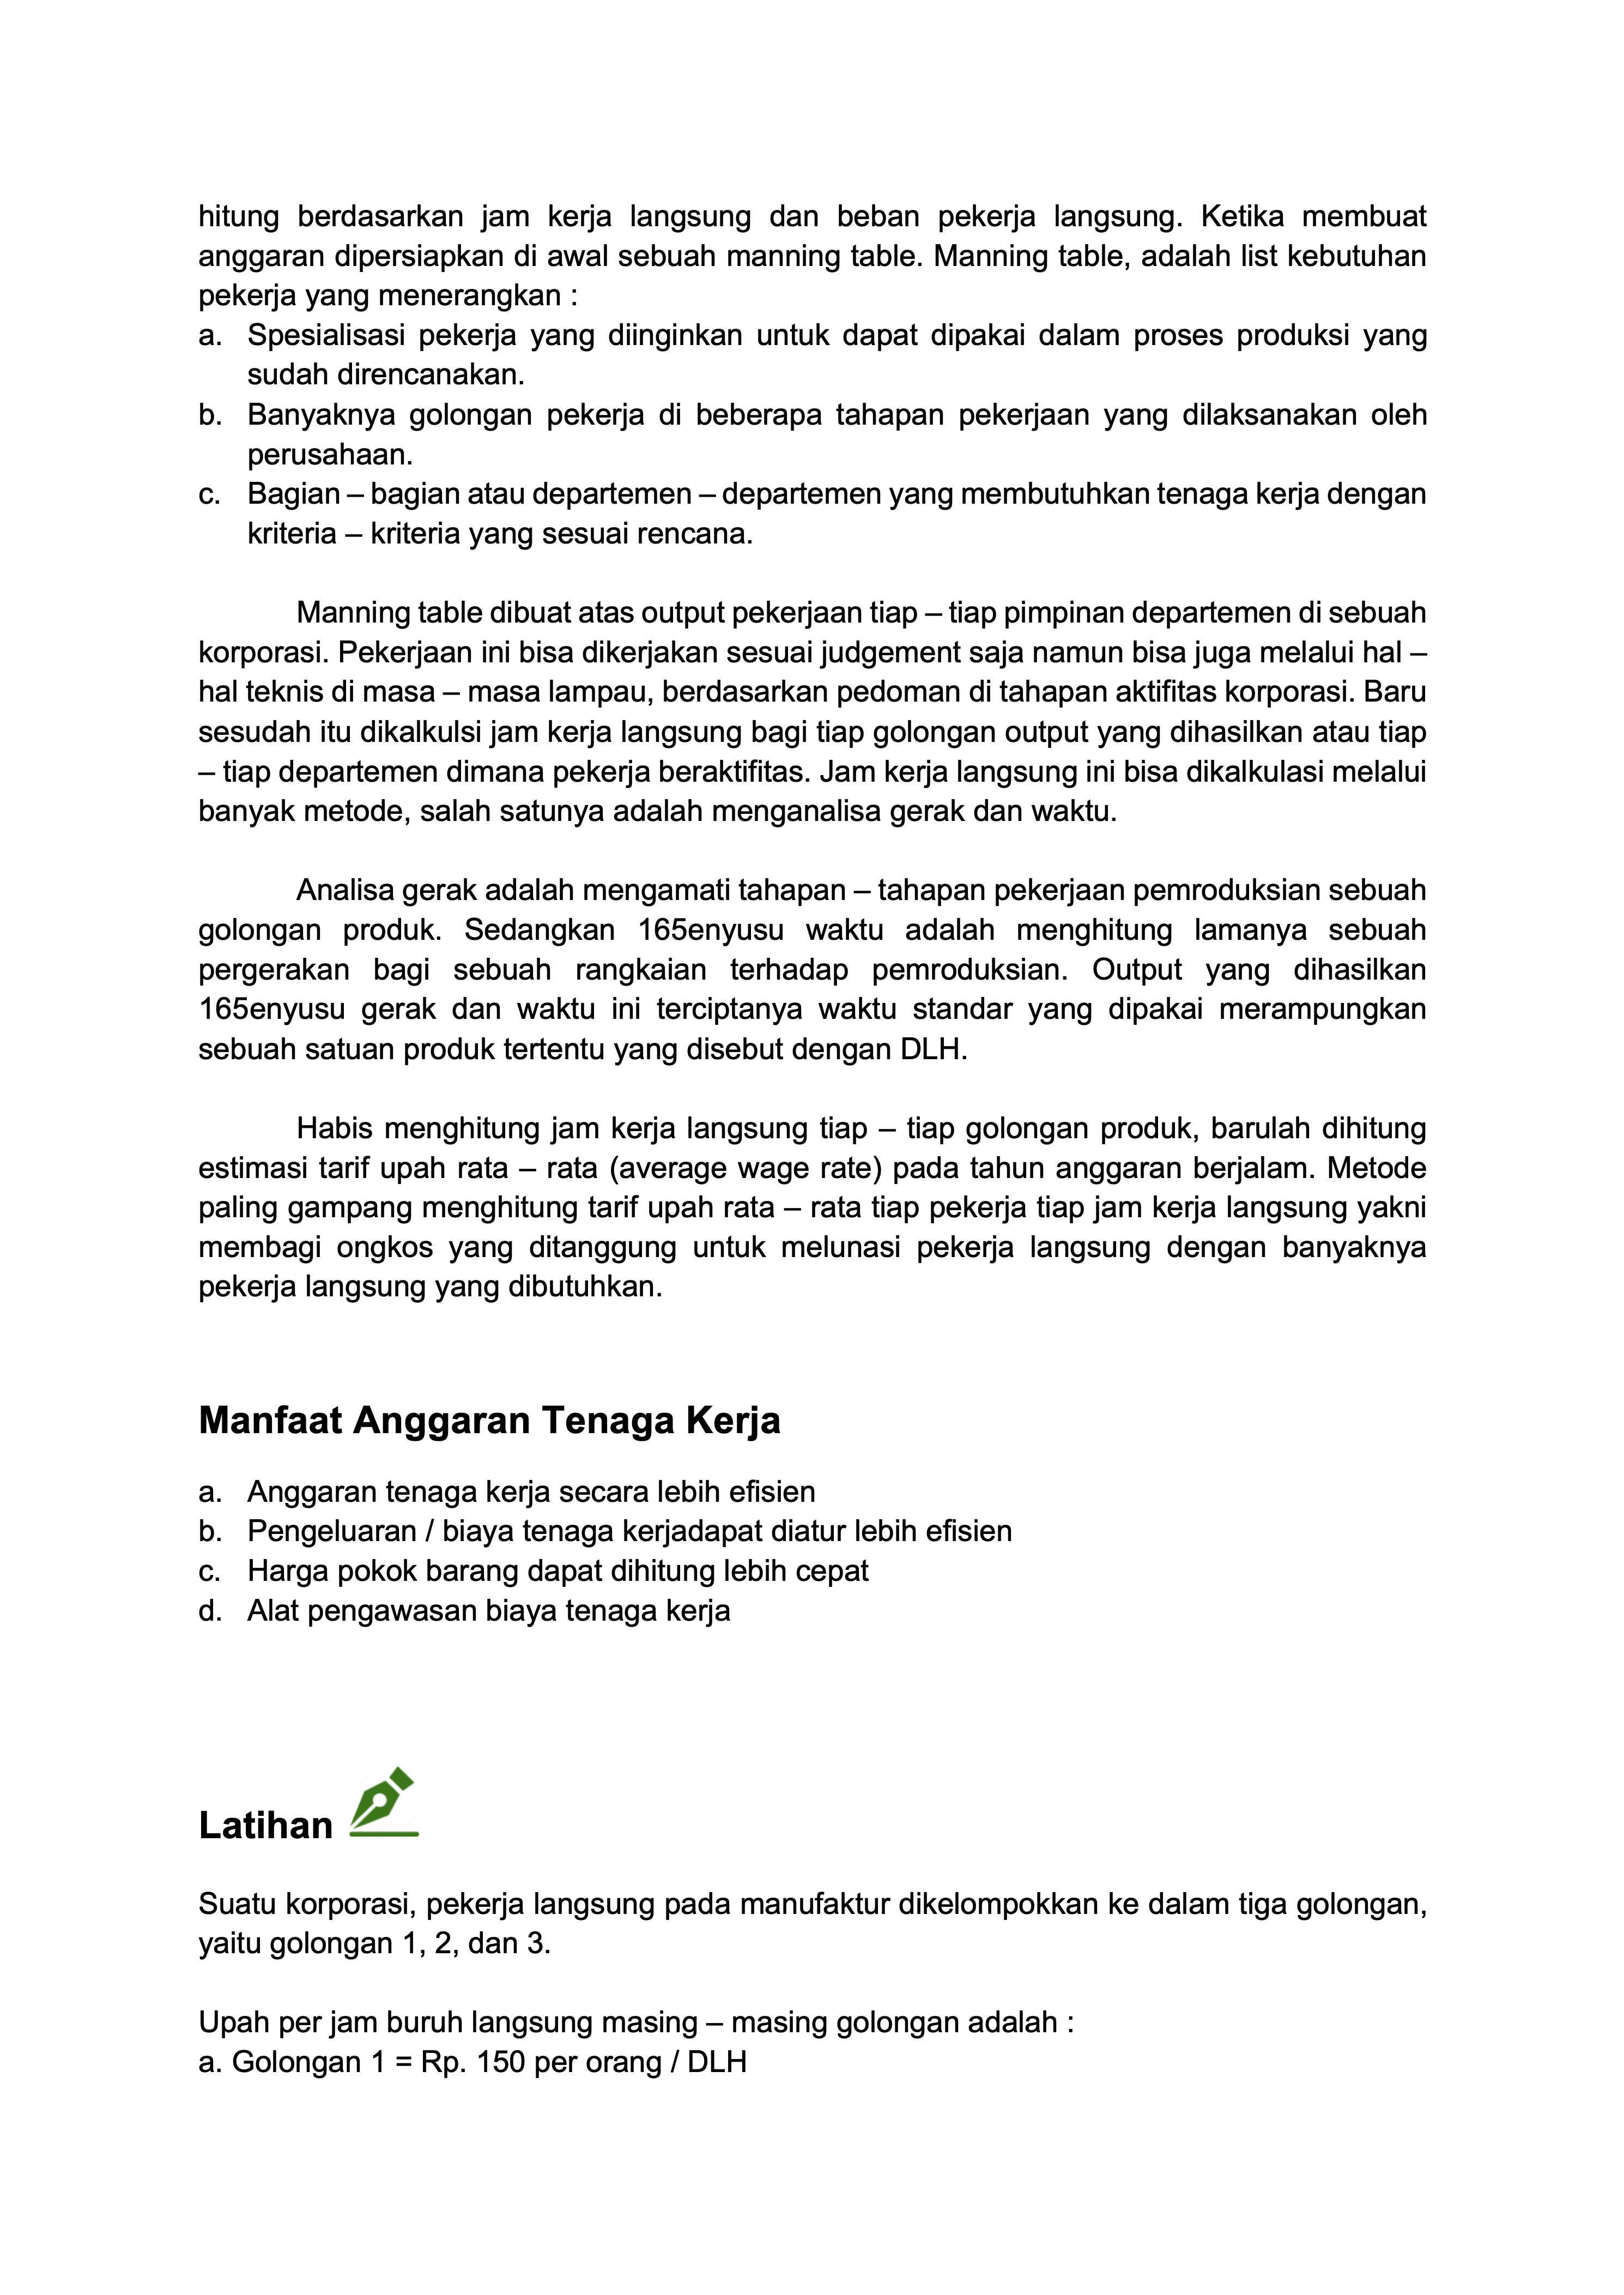 hitung berdasarkan jam kerja langsung dan beban pekerja langsung. Ketika membuat
anggaran dipersiapkan di awal sebuah manning table. Manning table, adalah list kebutuhan
pekerja yang menerangkan :
a. Spesialisasi pekerja yang diinginkan untuk dapat dipakai dalam proses produksi yang
sudah direncanakan.
b. Banyaknya golongan pekerja di beberapa tahapan pekerjaan yang dilaksanakan oleh
perusahaan.
c. Bagian – bagian atau departemen – departemen yang membutuhkan tenaga kerja dengan
kriteria – kriteria yang sesuai rencana.
Manning table dibuat atas output pekerjaan tiap – tiap pimpinan departemen di sebuah
korporasi. Pekerjaan ini bisa dikerjakan sesuai judgement saja namun bisa juga melalui hal –
hal teknis di masa – masa lampau, berdasarkan pedoman di tahapan aktifitas korporasi. Baru
sesudah itu dikalkulsi jam kerja langsung bagi tiap golongan output yang dihasilkan atau tiap
– tiap departemen dimana pekerja beraktifitas. Jam kerja langsung ini bisa dikalkulasi melalui
banyak metode, salah satunya adalah menganalisa gerak dan waktu.
Analisa gerak adalah mengamati tahapan – tahapan pekerjaan pemroduksian sebuah
golongan produk. Sedangkan 165enyusu waktu adalah menghitung lamanya sebuah
pergerakan bagi sebuah rangkaian terhadap pemroduksian. Output yang dihasilkan
165enyusu gerak dan waktu ini terciptanya waktu standar yang dipakai merampungkan
sebuah satuan produk tertentu yang disebut dengan DLH.
Habis menghitung jam kerja langsung tiap – tiap golongan produk, barulah dihitung
estimasi tarif upah rata – rata (average wage rate) pada tahun anggaran berjalam. Metode
paling gampang menghitung tarif upah rata – rata tiap pekerja tiap jam kerja langsung yakni
membagi ongkos yang ditanggung untuk melunasi pekerja langsung dengan banyaknya
pekerja langsung yang dibutuhkan.
Manfaat Anggaran Tenaga Kerja
a. Anggaran tenaga kerja secara lebih efisien
b. Pengeluaran / biaya tenaga kerjadapat diatur lebih efisien
c. Harga pokok barang dapat dihitung lebih cepat
d. Alat pengawasan biaya tenaga kerja
Latihan
Suatu korporasi, pekerja langsung pada manufaktur dikelompokkan ke dalam tiga golongan,
yaitu golongan 1, 2, dan 3.
Upah per jam buruh langsung masing – masing golongan adalah :
a. Golongan 1 = Rp. 150 per orang / DLH